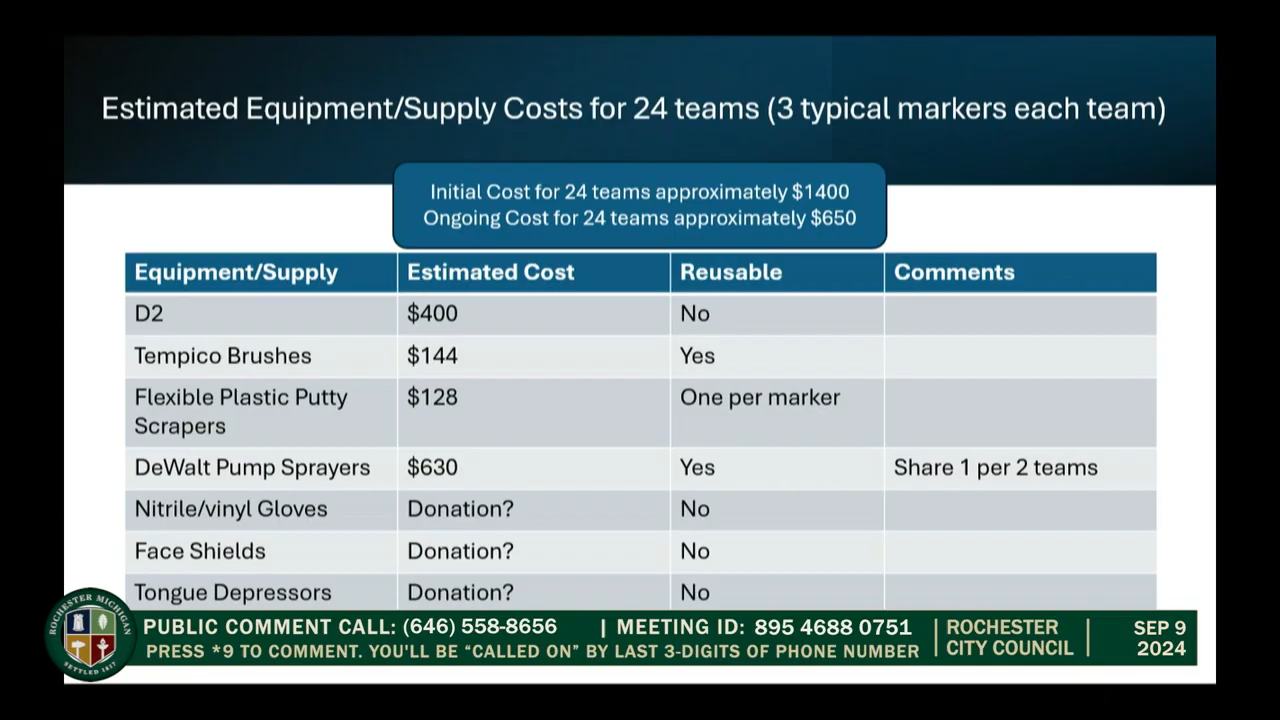 Estimated Equipment/Supply Costs for 24 teams (3 typical markers each team)
Initial Cost for 24 teams approximately $1400
Ongoing Cost for 24 teams approximately $650
Equipment/Supply Estimated Cost Reusable Comments
D2 $400 No
Tempico Brushes $144 Yes
Flexible Plastic Putty $128 One per marker
Scrapers
DeWalt Pump Sprayers $630 Yes Share 1 per 2 teams
Nitrile/vinyl Gloves Donation? No
Face Shields Donation? No
Tongue Depressors Donation? No
ROCHESTER MICHIGAN
SETTLED 1817
PUBLIC COMMENT CALL: (646) 558-8656 | MEETING ID: 895 4688 0751
PRESS *9 TO COMMENT. YOU'LL BE “CALLED ON” BY LAST 3-DIGITS OF PHONE NUMBER
ROCHESTER
CITY COUNCIL
SEP 9
2024